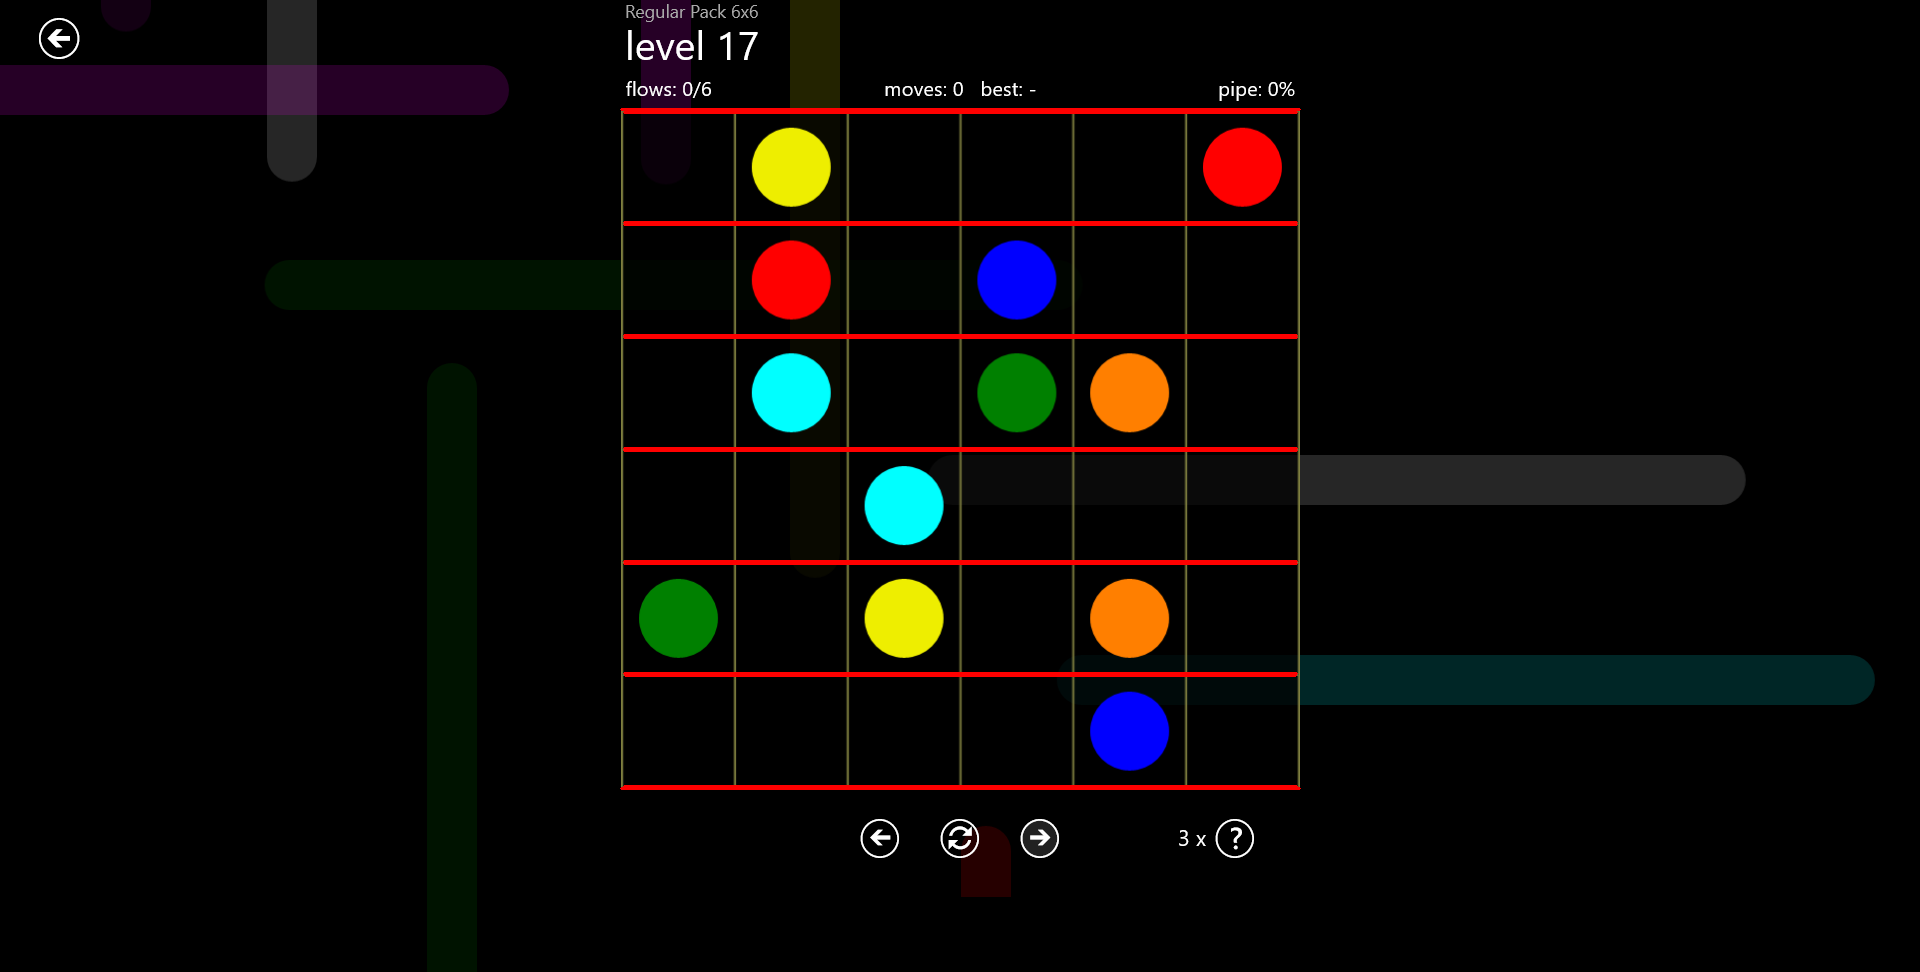 Regular Pack 6x6
level 17
flows: 0/6 moves: 0 best: - pipe: 0%
3 x ?